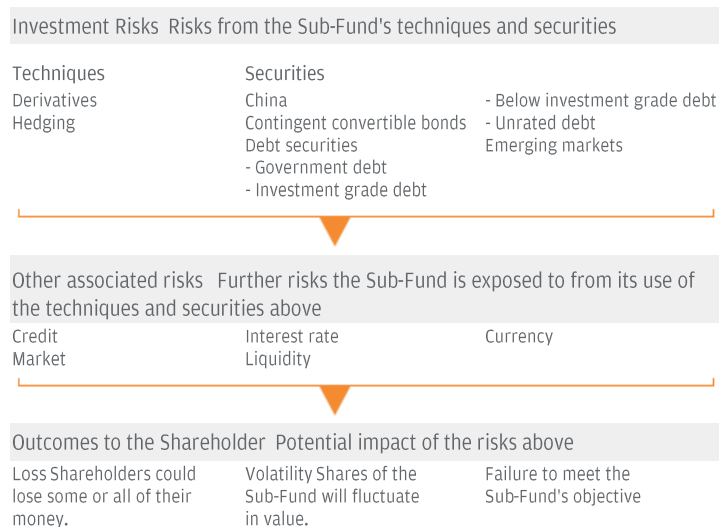 Investment Risks Risks from the Sub-Fund's techniques and securities
Techniques
Derivatives
Hedging
Securities
China
Contingent convertible bonds
Debt securities
- Government debt
- Investment grade debt
- Below investment grade debt
- Unrated debt
Emerging markets
Other associated risks Further risks the Sub-Fund is exposed to from its use of
the techniques and securities above
Credit
Market
Interest rate
Liquidity
Currency
Outcomes to the Shareholder Potential impact of the risks above
Loss Shareholders could
lose some or all of their
money.
Volatility Shares of the
Sub-Fund will fluctuate
in value.
Failure to meet the
Sub-Fund's objective